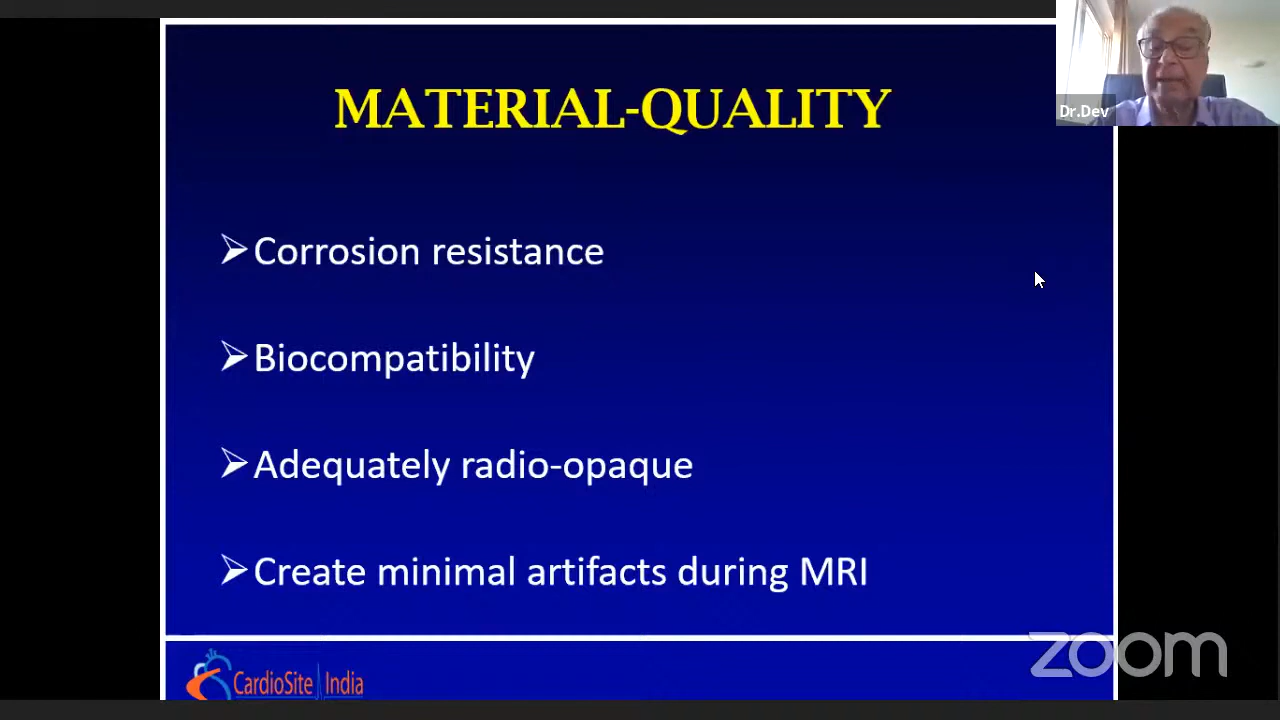 MATERIAL-QUALITY
Dr.Dev
➢Corrosion resistance
➢Biocompatibility
➢Adequately radio-opaque
➢Create minimal artifacts during MRI
CardioSite India
zoom